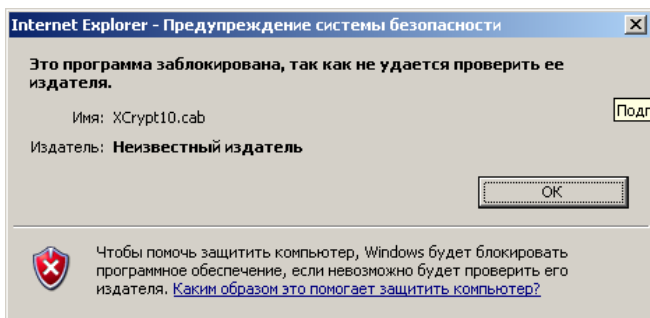 Internet Explorer - Предупреждение системы безопасности
Это программа заблокирована, так как не удается проверить ее
издателя.
Имя: XCrypt10.cab
Подг
Издатель: Неизвестный издатель
OK
Чтобы помочь защитить компьютер, Windows будет блокировать
программное обеспечение, если невозможно будет проверить его
издателя. Каким образом это помогает защитить компьютер?